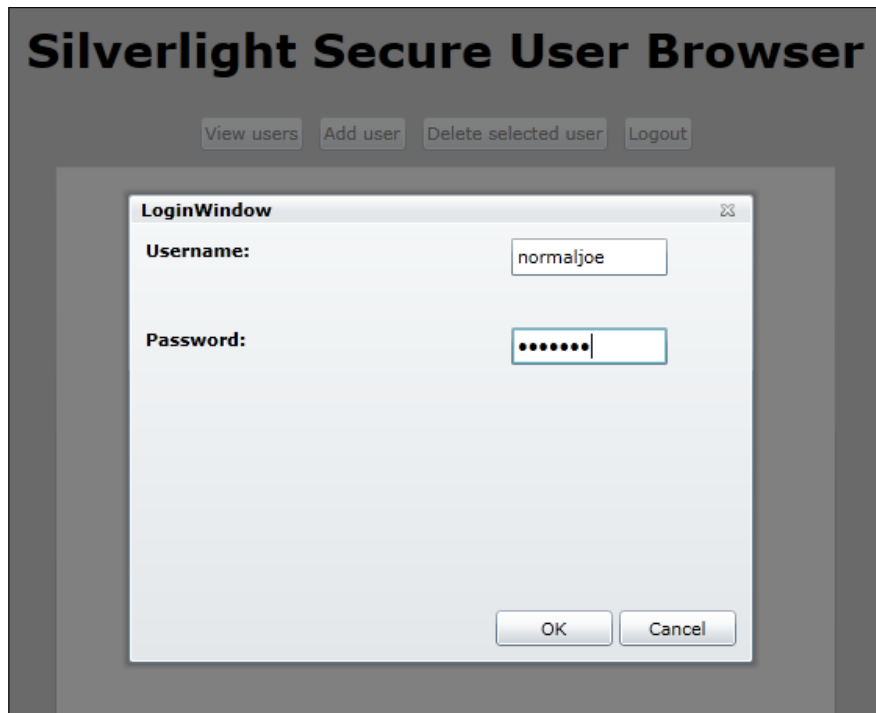 Silverlight Secure User Browser
View users Add user Delete selected user Logout
LoginWindow
Username: normaljoe
Password: •••••••
OK Cancel